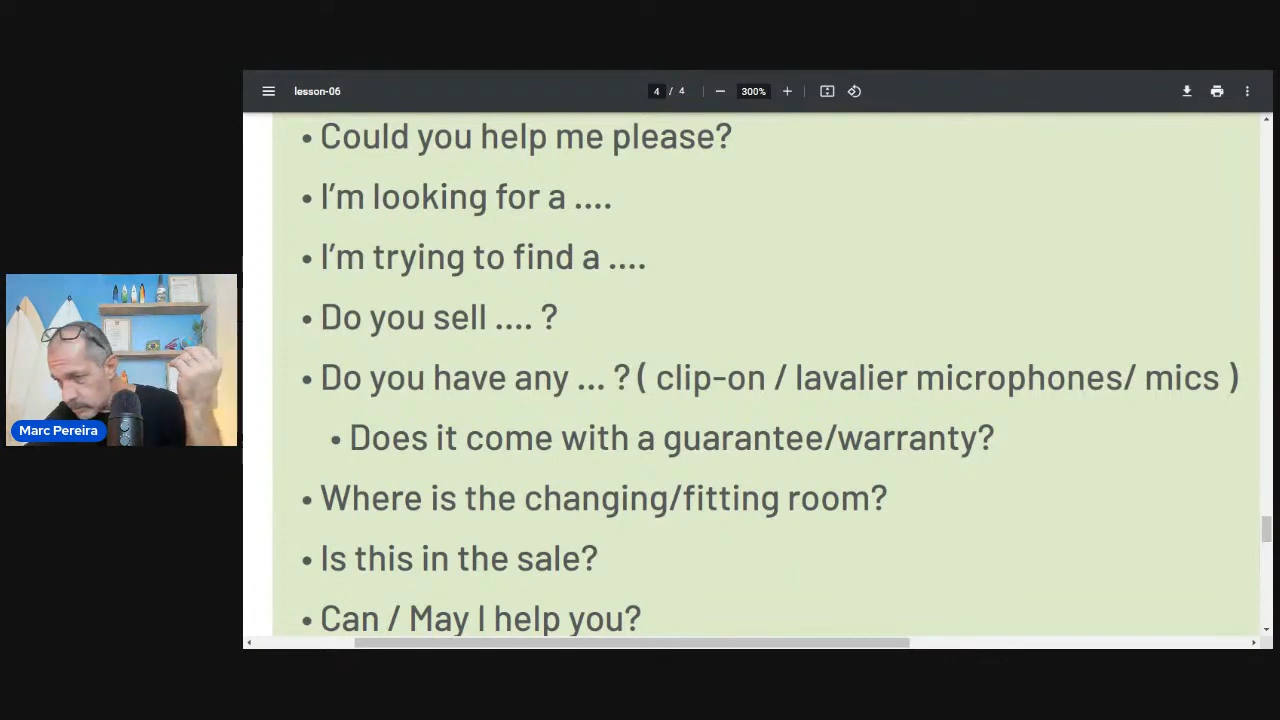 lesson-06
4 / 4
300%
• Could you help me please?
• I’m looking for a ....
• I’m trying to find a ....
• Do you sell .... ?
• Do you have any ... ? ( clip-on / lavalier microphones/ mics )
• Does it come with a guarantee/warranty?
• Where is the changing/fitting room?
• Is this in the sale?
• Can / May I help you?
Marc Pereira